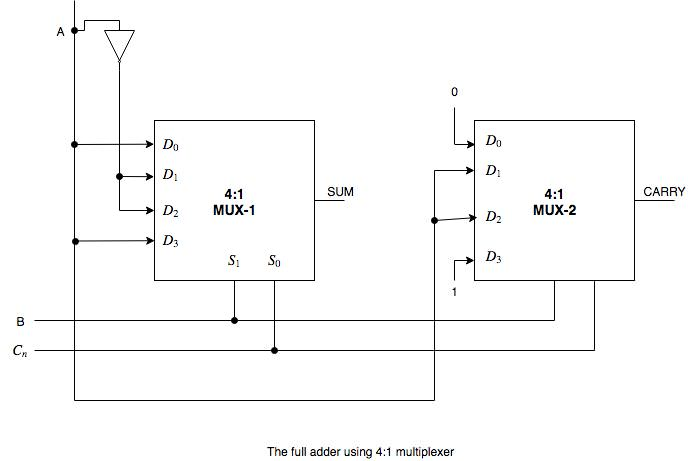 A
0
D₀
D₁
D₂
D₃
4:1
MUX-1
S₁ S₀
SUM
D₀
D₁
D₂
D₃
4:1
MUX-2
CARRY
1
B
Cₙ
The full adder using 4:1 multiplexer